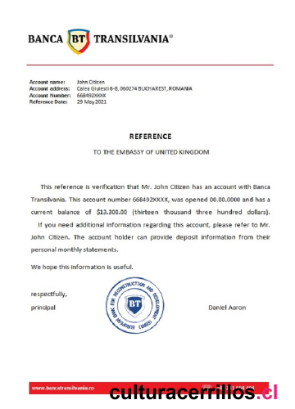 BANCA BT TRANSILVANIA®
Account name: John Citizen
Account address: Calea Giulesti 6-8, 060274 BUCHAREST, ROMANIA
Account Number: 668492XXXX
Reference Date: 29 May 2021
REFERENCE
TO THE EMBASSY OF UNITED KINGDOM
This reference is verification that Mr. John Citizen has an account with Banca
Transilvania. This account number 668492XXXX, was opened 00.00.0000 and has a
current balance of $13.300.00 (thirteen thousand three hundred dollars).
If you need additional information regarding this account, please refer to Mr.
John Citizen. The account holder can provide deposit information from their
personal monthly statements.
We hope this information is useful.
respectfully,
principal
BT
Daniel Aaron
www.bancatransilvania.ro
culturacerrillos.cl